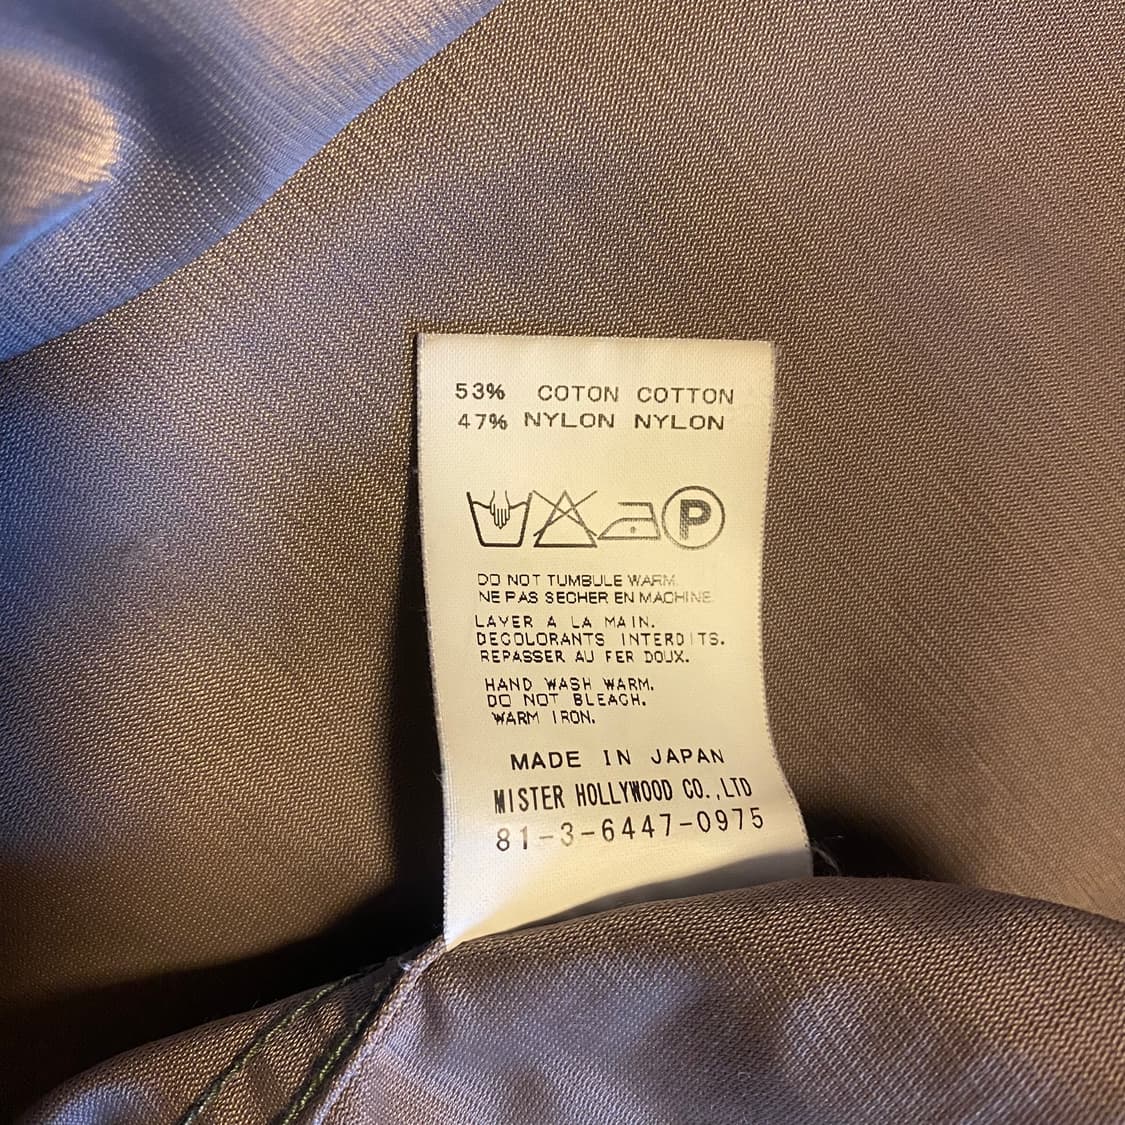 53% COTON COTTON
47% NYLON NYLON
P
DO NOT TUMBULE WARM.
NE PAS SECHER EN MACHINE
LAVER A LA MAIN.
DECOLORANTS INTERDITS.
REPASSER AU FER DOUX.
HAND WASH WARM.
DO NOT BLEACH.
WARM IRON.
MADE IN JAPAN
MISTER HOLLYWOOD CO.,LTD
81-3-6447-0975